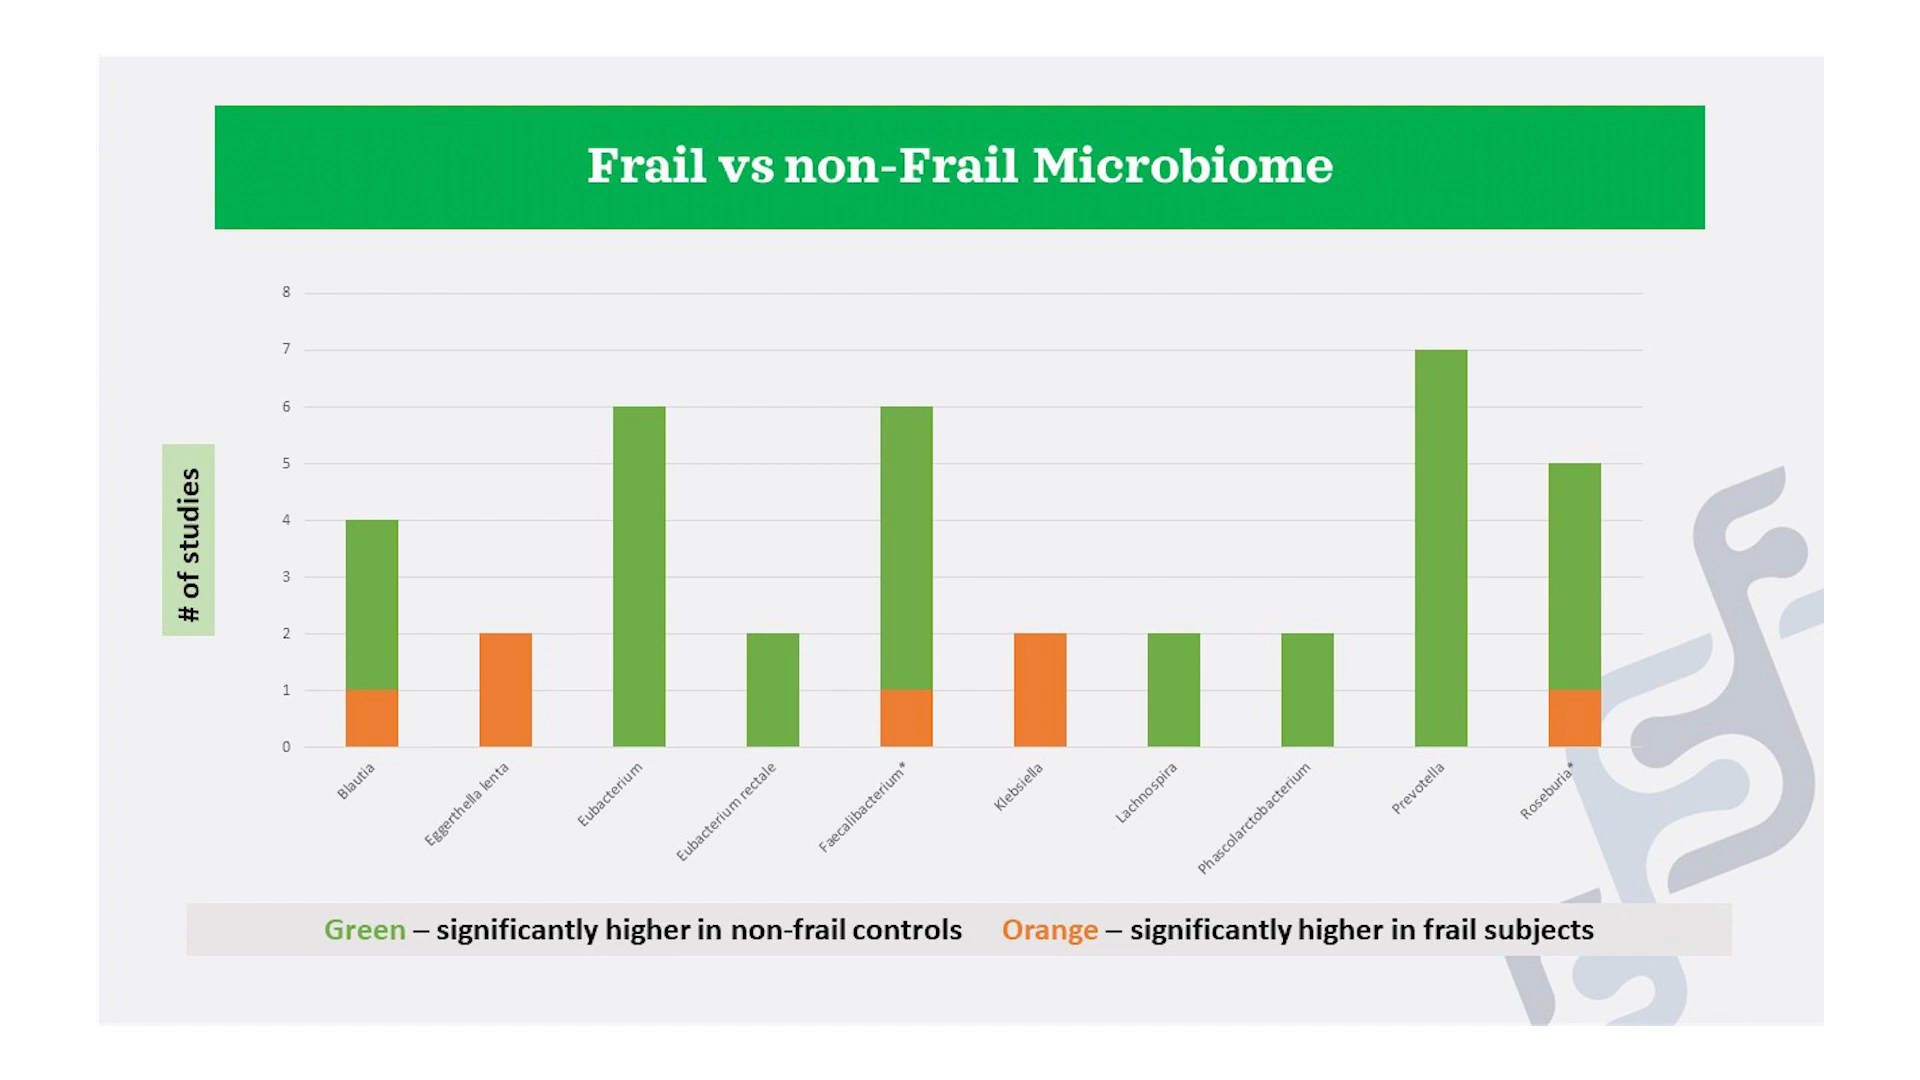 Frail vs non-Frail Microbiome
8
7
6
5
4
3
2
1
0
# of studies
Blautia
Eggerthella lenta
Eubacterium
Eubacterium rectale
Faecalibacterium*
Klebsiella
Lachnospira
Phascolarctobacterium
Prevotella
Roseburia*
Green – significantly higher in non-frail controls Orange – significantly higher in frail subjects